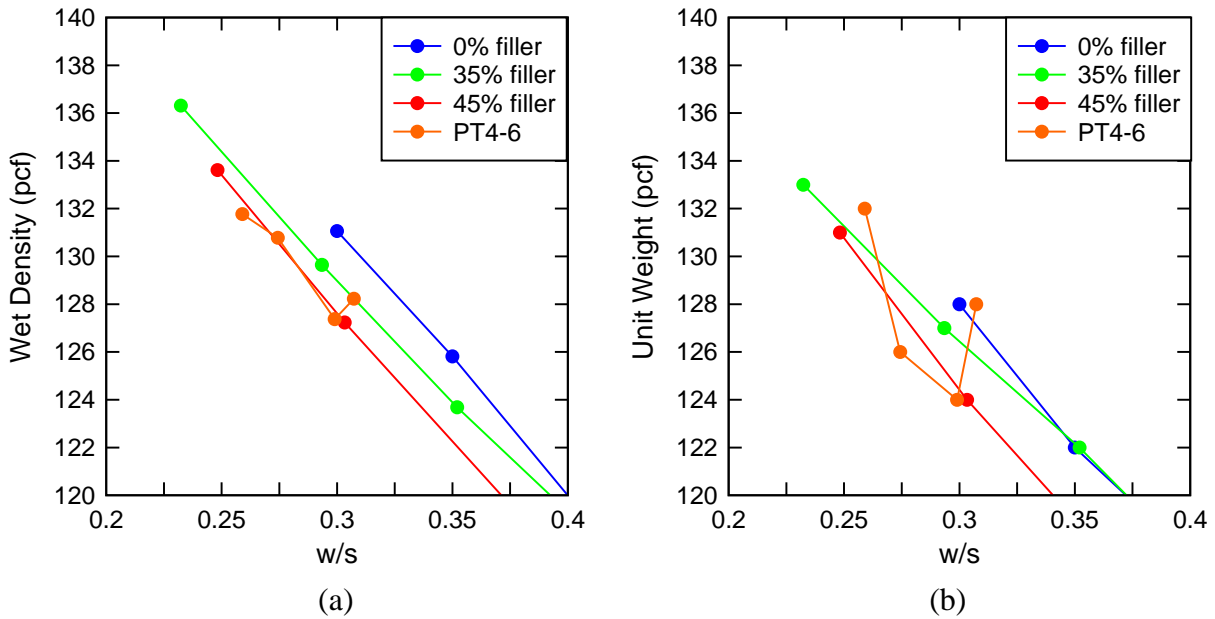 140
138
136
134
132
130
128
126
124
122
120
Wet Density (pcf)
0% filler
35% filler
45% filler
PT4-6
0.2
0.25
0.3
0.35
0.4
w/s
(a)
140
138
136
134
132
130
128
126
124
122
120
Unit Weight (pcf)
0% filler
35% filler
45% filler
PT4-6
0.2
0.25
0.3
0.35
0.4
w/s
(b)